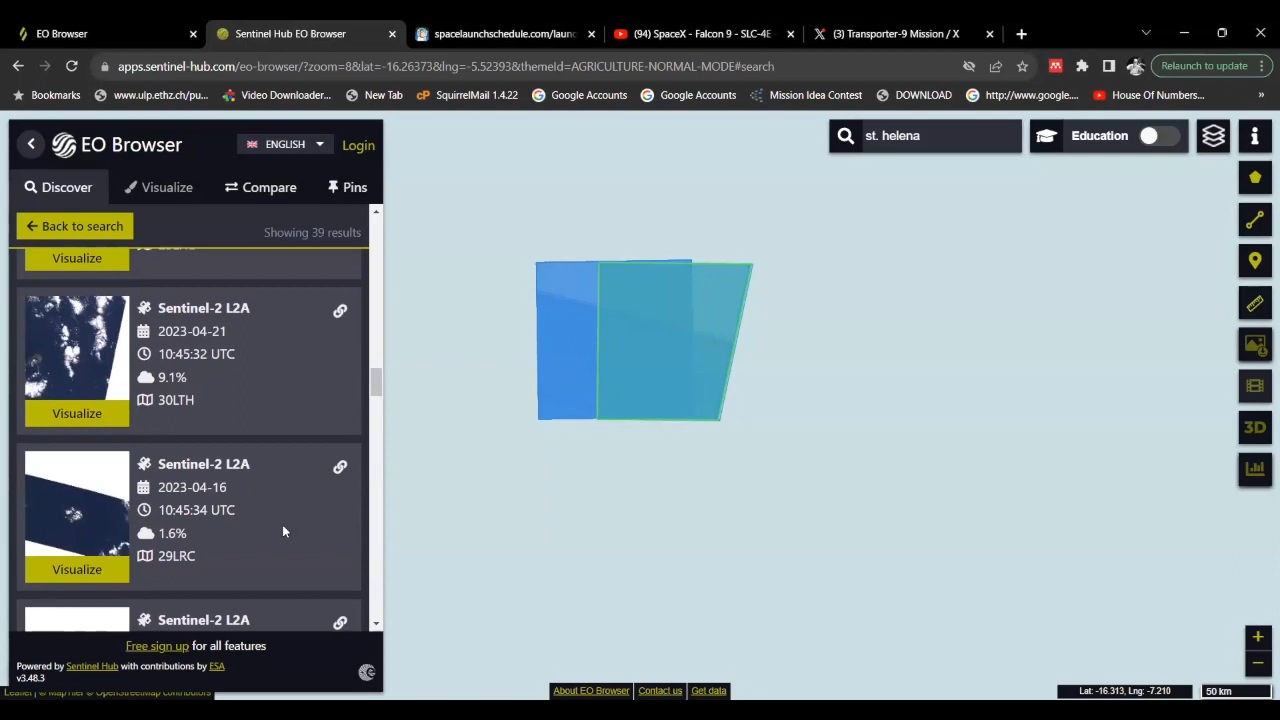 EO Browser
Sentinel Hub EO Browser
spacelaunchschedule.com/laun
(94) SpaceX - Falcon 9 - SLC-4E
(3) Transporter-9 Mission / X
apps.sentinel-hub.com/eo-browser/?zoom=8&lat=-16.26373&lng=-5.52393&themeId=AGRICULTURE-NORMAL-MODE#search
Relaunch to update
Bookmarks
www.ulp.ethz.ch/pu...
Video Downloader...
New Tab
SquirrelMail 1.4.22
Google Accounts
Google Accounts
Mission Idea Contest
DOWNLOAD
http://www.google....
House Of Numbers...
»
EO Browser
ENGLISH
Login
st. helena
Education
Discover
Visualize
Compare
Pins
Back to search
Showing 39 results
Visualize
Sentinel-2 L2A
2023-04-21
10:45:32 UTC
9.1%
30LTH
Visualize
Sentinel-2 L2A
2023-04-16
10:45:34 UTC
1.6%
29LRC
Visualize
Sentinel-2 L2A
3D
Free sign up for all features
Powered by Sentinel Hub with contributions by ESA
v3.48.3
Leaflet | © MapTiler © OpenStreetMap contributors
About EO Browser
Contact us
Get data
Lat: -16.313, Lng: -7.210
50 km